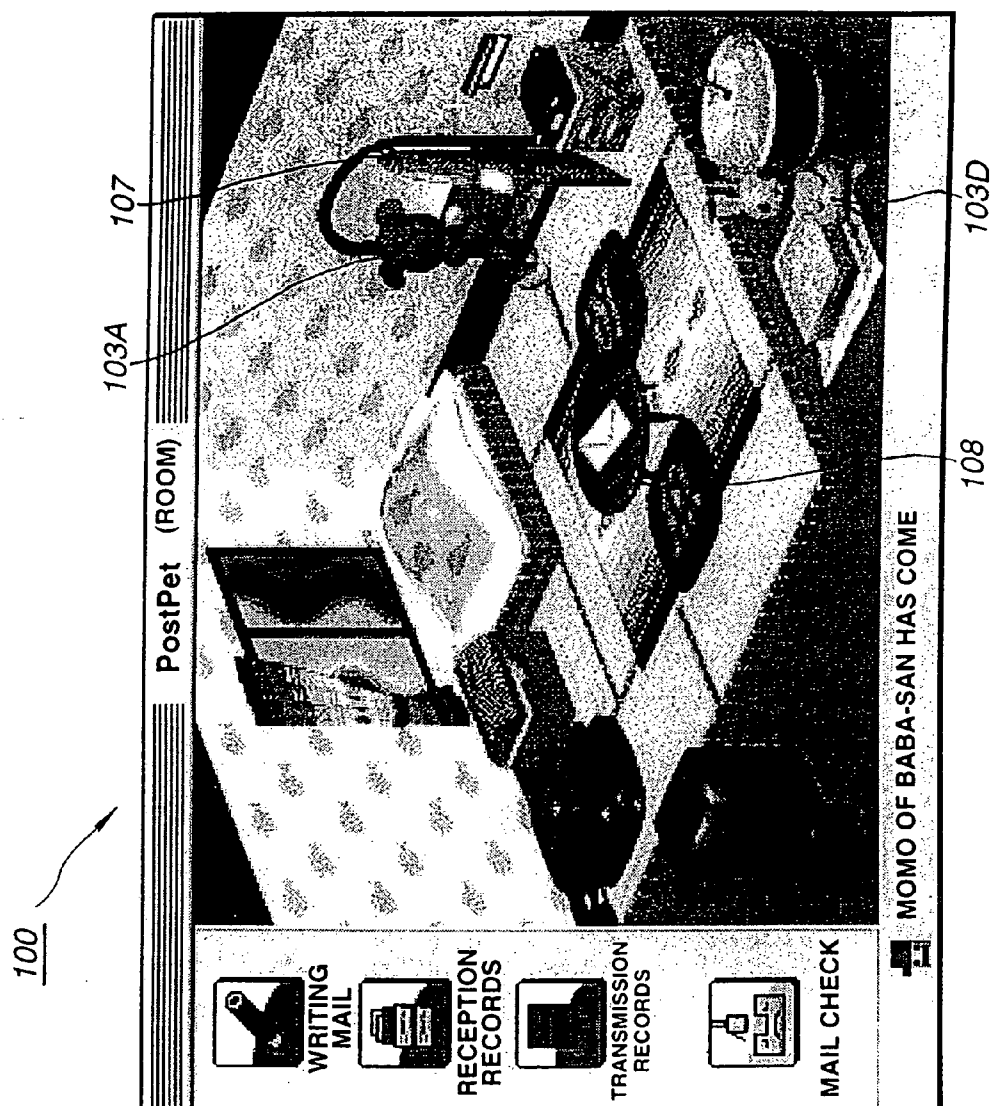 100
PostPet (ROOM)
103A
107
WRITING
MAIL
RECEPTION
RECORDS
TRANSMISSION
RECORDS
MAIL CHECK
MOMO OF BABA-SAN HAS COME
108
103D